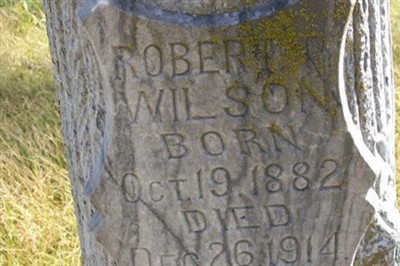 ROBERT
WILSON
BORN
OCT. 19. 1882
DIED
DEC 26. 1914.